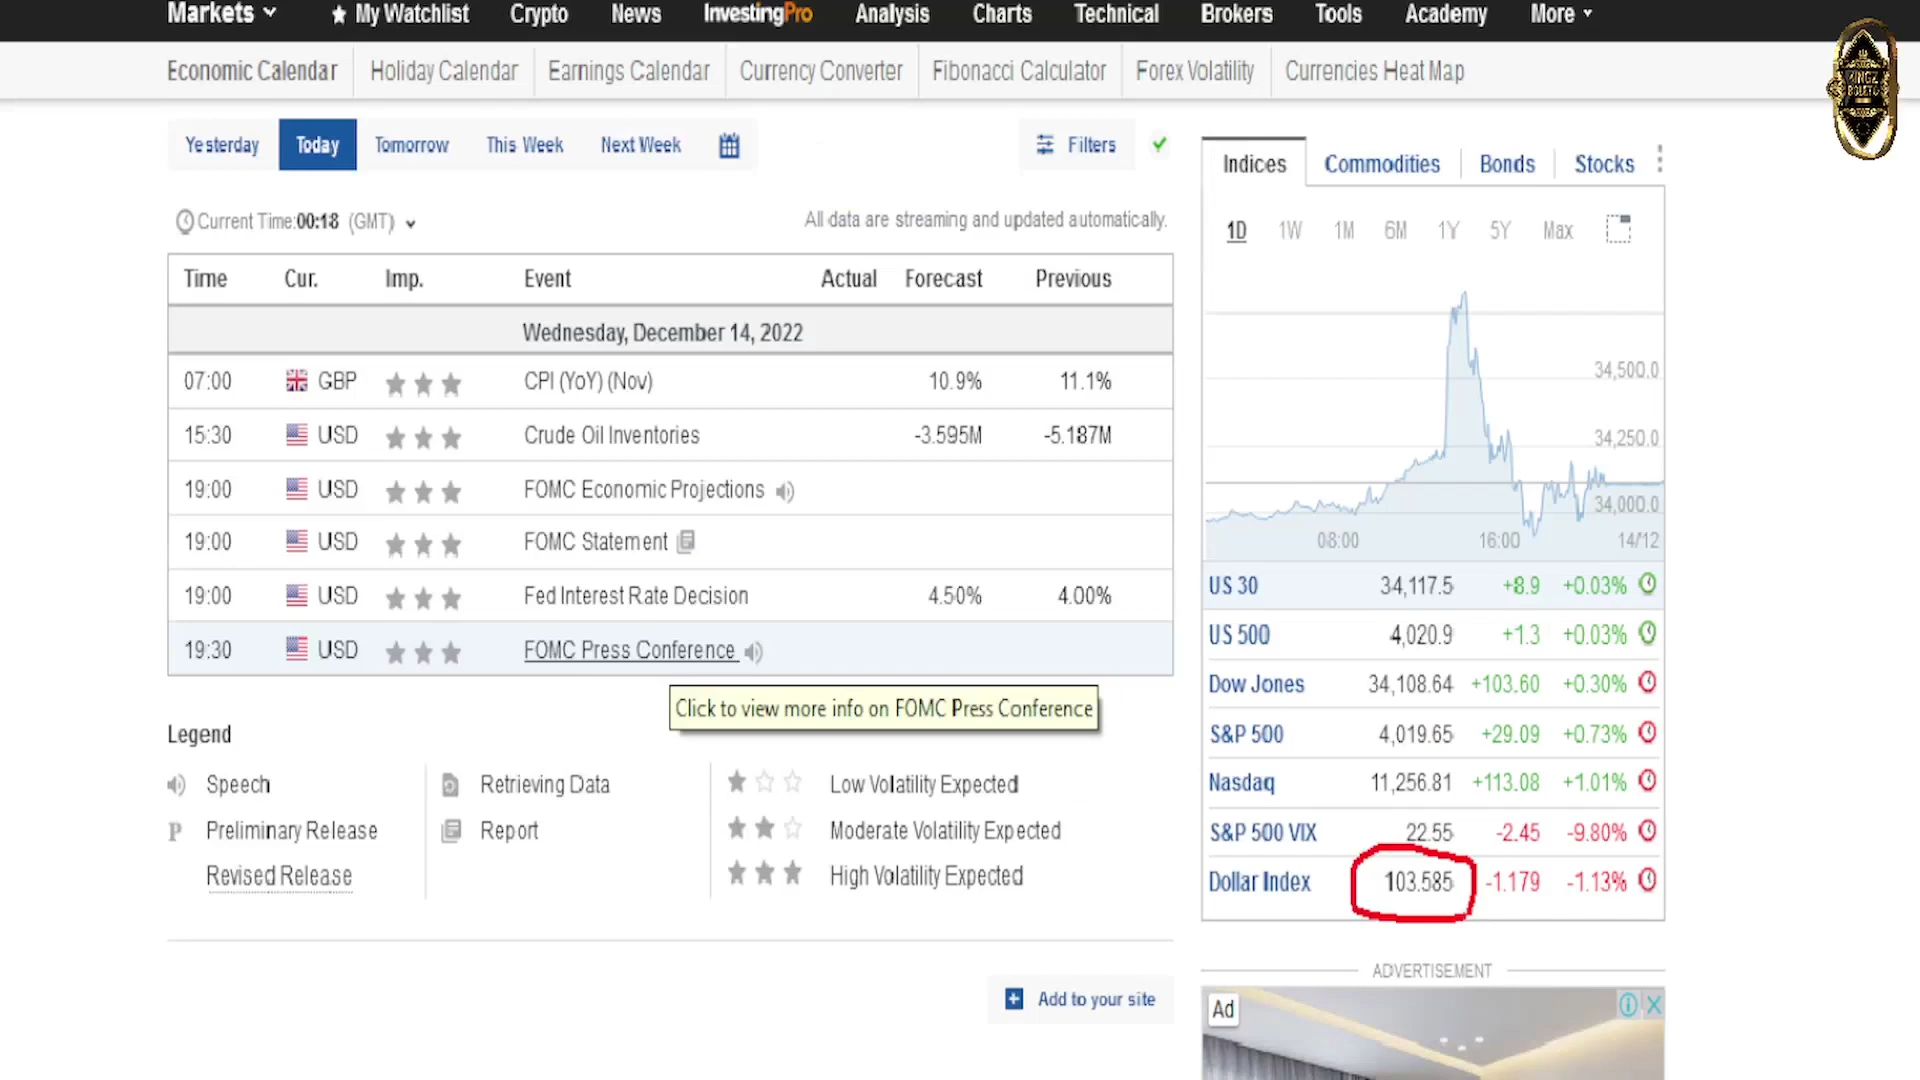 Markets My Watchlist Crypto News InvestingPro Analysis Charts Technical Brokers Tools Academy More
Economic Calendar Holiday Calendar Earnings Calendar Currency Converter Fibonacci Calculator Forex Volatility Currencies Heat Map
Yesterday Today Tomorrow This Week Next Week Filters
Current Time:00:18 (GMT) All data are streaming and updated automatically.
Time Cur. Imp. Event Actual Forecast Previous
Wednesday, December 14, 2022
07:00 GBP CPI (YoY) (Nov) 10.9% 11.1%
15:30 USD Crude Oil Inventories -3.595M -5.187M
19:00 USD FOMC Economic Projections
19:00 USD FOMC Statement
19:00 USD Fed Interest Rate Decision 4.50% 4.00%
19:30 USD FOMC Press Conference
Click to view more info on FOMC Press Conference
Legend
Speech Retrieving Data Low Volatility Expected
P Preliminary Release Report Moderate Volatility Expected
Revised Release High Volatility Expected
Add to your site
Indices Commodities Bonds Stocks
1D 1W 1M 6M 1Y 5Y Max
34,500.0
34,250.0
34,000.0
08:00 16:00 14/12
US 30 34,117.5 +8.9 +0.03%
US 500 4,020.9 +1.3 +0.03%
Dow Jones 34,108.64 +103.60 +0.30%
S&P 500 4,019.65 +29.09 +0.73%
Nasdaq 11,256.81 +113.08 +1.01%
S&P 500 VIX 22.55 -2.45 -9.80%
Dollar Index 103.585 -1.179 -1.13%
ADVERTISEMENT
Ad